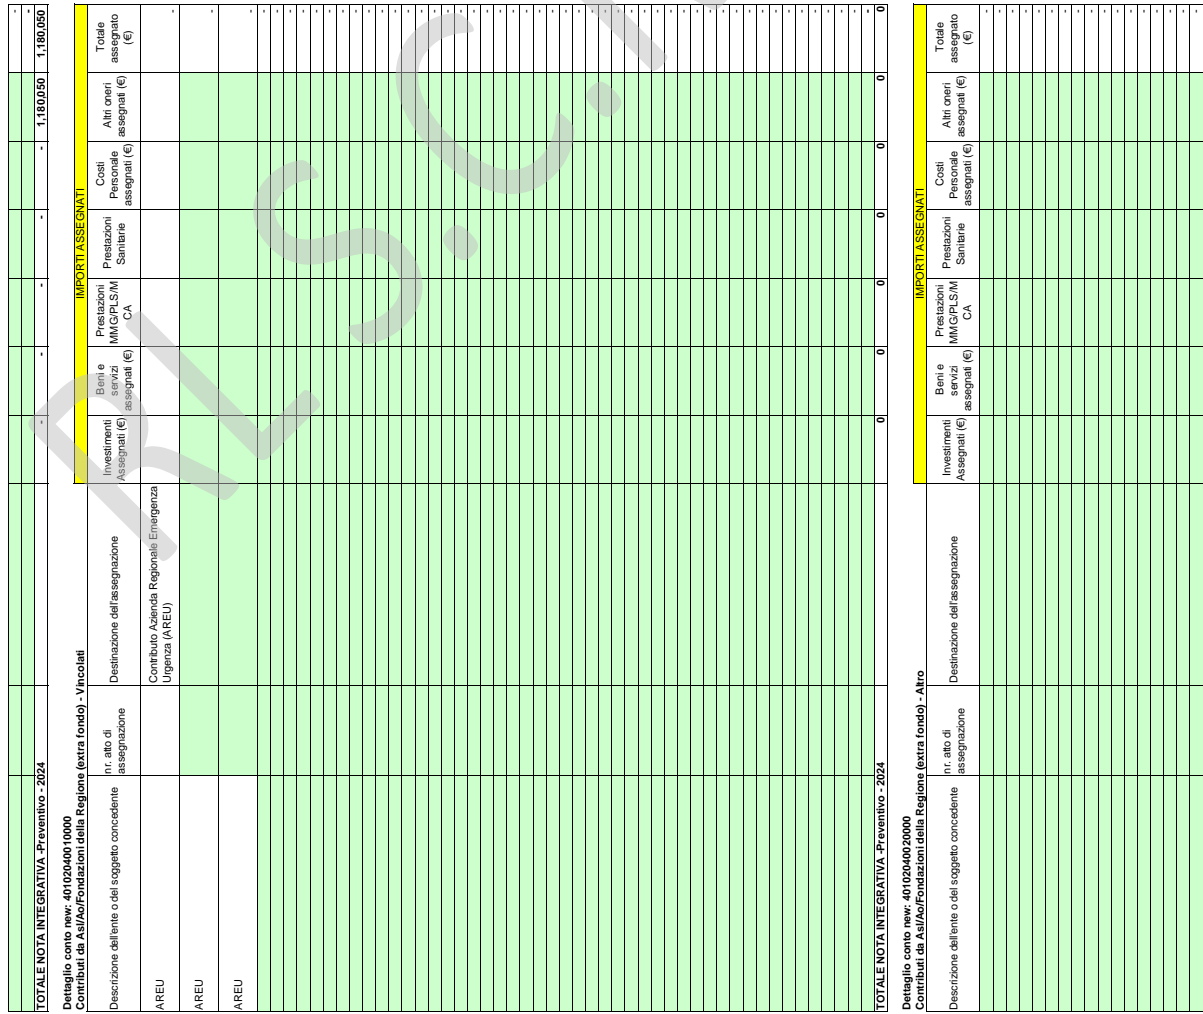 - -
TOTALE NOTA INTEGRATIVA -Preventivo - 2024 - - - - - 1,180,050 1,180,050
Dettaglio conto new: 40102040010000
Contributi da Asl/Ao/Fondazioni della Regione (extra fondo) - Vincolati
IMPORTI ASSEGNATI
Descrizione dell'ente o del soggetto concedente
nr. atto di
assegnazione
Destinazione dell'assegnazione
Investimenti
Assegnati (€)
Beni e
servizi
assegnati (€)
Prestazioni
MMG/PLS/M
CA
Prestazioni
Sanitarie
Costi
Personale
assegnati (€)
Altri oneri
assegnati (€)
Totale
assegnato
(€)
AREU
Contributo Azienda Regionale Emergenza
Urgenza (AREU)
-
AREU -
AREU -
TOTALE NOTA INTEGRATIVA -Preventivo - 2024 0 0 0 0 0 0 0
Dettaglio conto new: 40102040020000
Contributi da Asl/Ao/Fondazioni della Regione (extra fondo) - Altro
IMPORTI ASSEGNATI
Descrizione dell'ente o del soggetto concedente
nr. atto di
assegnazione
Destinazione dell'assegnazione
Investimenti
Assegnati (€)
Beni e
servizi
assegnati (€)
Prestazioni
MMG/PLS/M
CA
Prestazioni
Sanitarie
Costi
Personale
assegnati (€)
Altri oneri
assegnati (€)
Totale
assegnato
(€)
RLS.C.